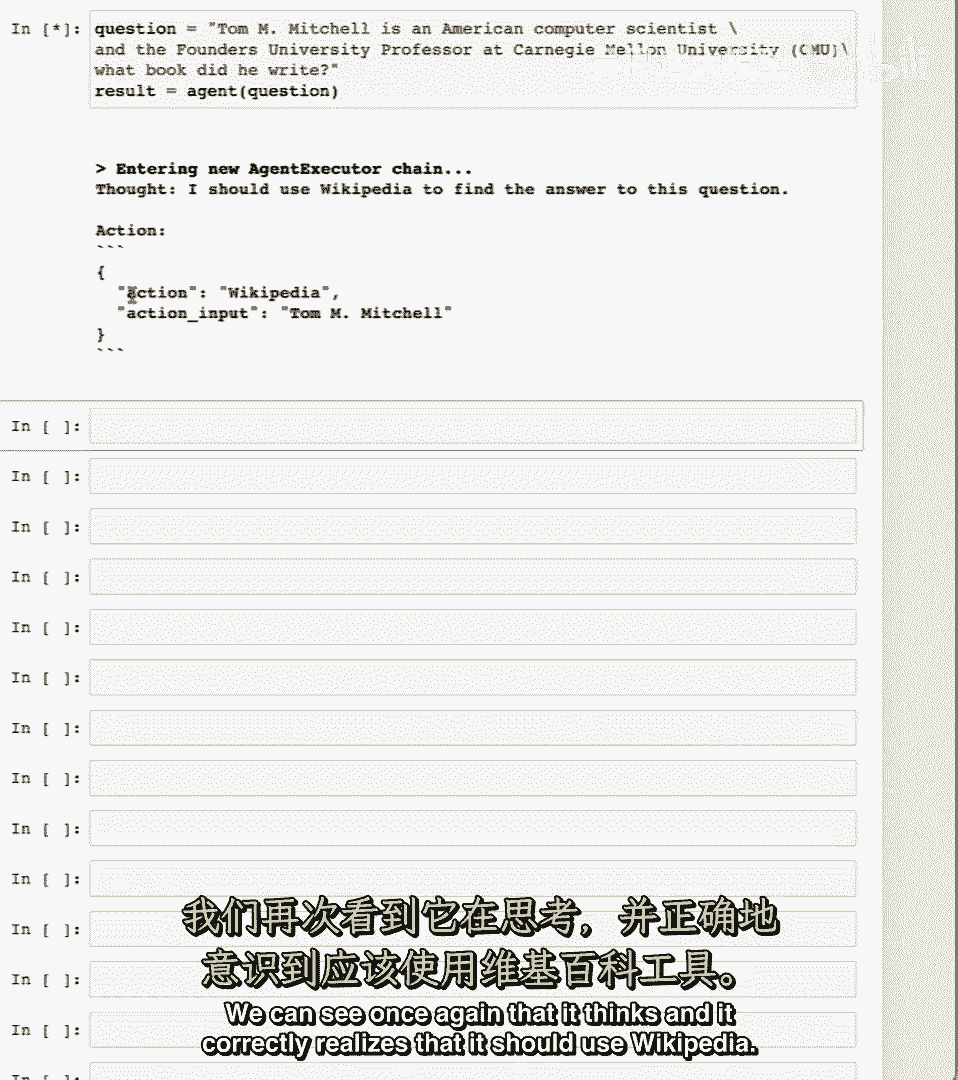 In [*]: question = "Tom M. Mitchell is an American computer scientist \
and the Founders University Professor at Carnegie Mellon University (CMU)\
what book did he write?"
result = agent(question)
> Entering new AgentExecutor chain...
Thought: I should use Wikipedia to find the answer to this question.
Action:
```
{
"action": "Wikipedia",
"action_input": "Tom M. Mitchell"
}
```
In [ ]:
In [ ]:
In [ ]:
In [ ]:
In [ ]:
In [ ]:
In [ ]:
In [ ]:
In [ ]:
In [ ]:
In [ ]:
我们再次看到它在思考，并正确地
In [ ]:
意识到应该使用维基百科工具。
In [ ]:
We can see once again that it thinks and it
correctly realizes that it should use Wikipedia.
In [ ]: